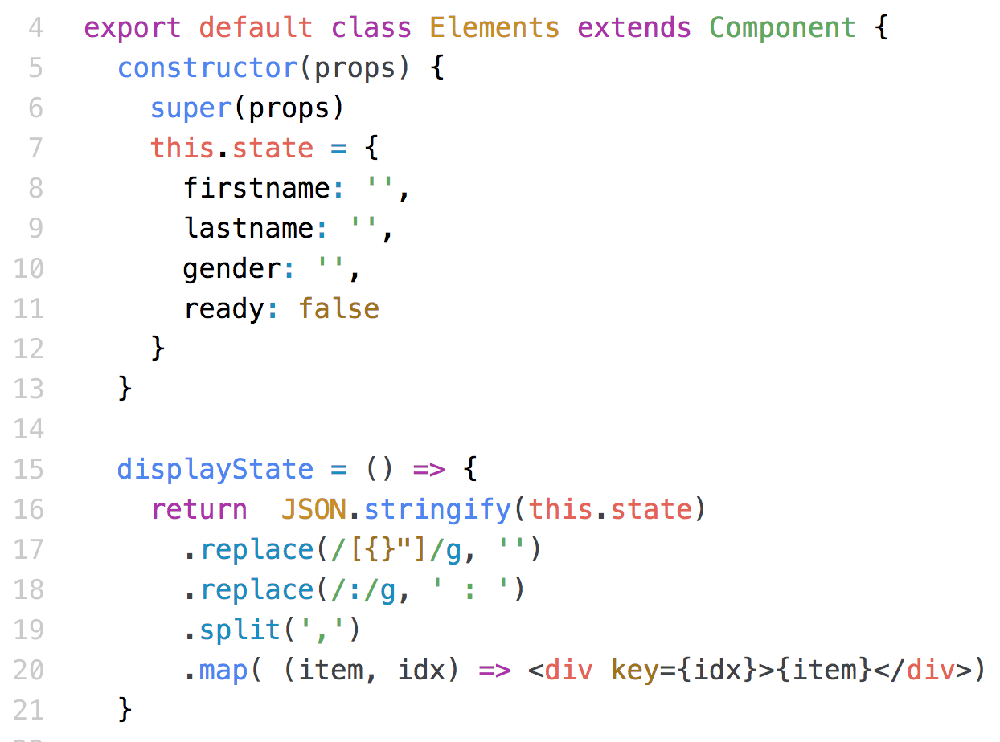 4 export default class Elements extends Component {
5 constructor(props) {
6 super(props)
7 this.state = {
8 firstname: '',
9 lastname: '',
10 gender: '',
11 ready: false
12 }
13 }
14
15 displayState = () => {
16 return  JSON.stringify(this.state)
17 .replace(/[{}"]/g, '')
18 .replace(/:/g, ' : ')
19 .split(',')
20 .map( (item, idx) => <div key={idx}>{item}</div>)
21 }